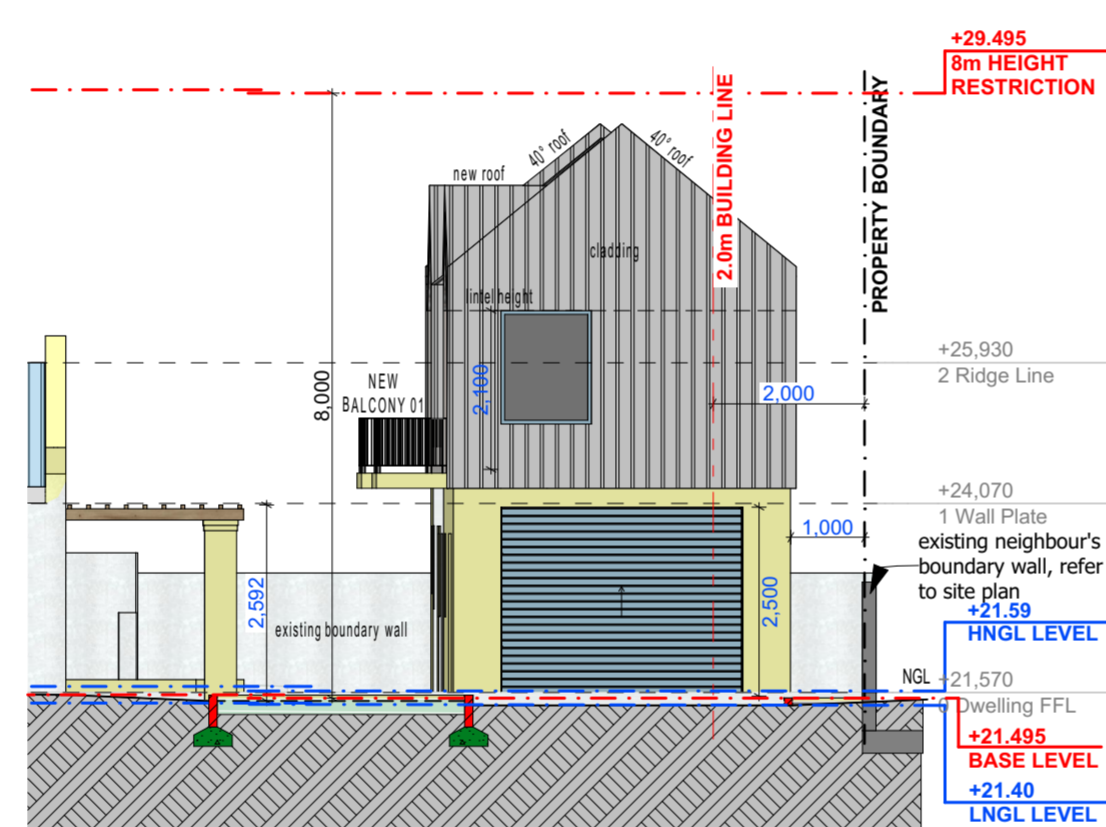 +29.495
8m HEIGHT
RESTRICTION
PROPERTY BOUNDARY
2.0m BUILDING LINE
40° roof
40° roof
new roof
cladding
lintel height
+25,930
2 Ridge Line
NEW
BALCONY 01
8,000
2,100
2,000
+24,070
1 Wall Plate
1,000
existing neighbour's
boundary wall, refer
to site plan
2,592
2,500
existing boundary wall
+21.59
HNGL LEVEL
NGL
+21,570
0 Dwelling FFL
+21.495
BASE LEVEL
+21.40
LNGL LEVEL